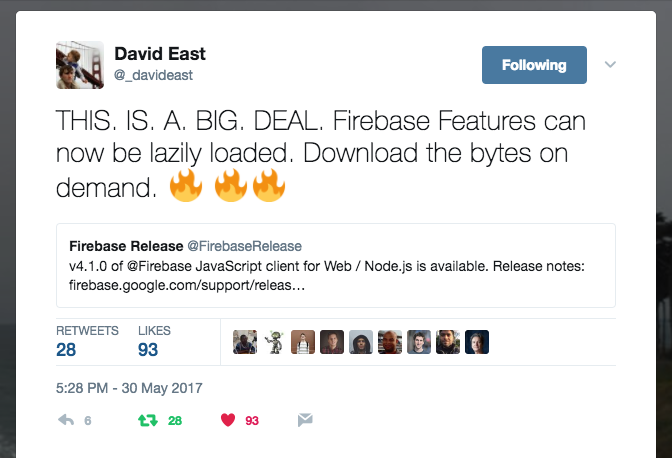 David East
@_davideast
Following
THIS. IS. A. BIG. DEAL. Firebase Features can
now be lazily loaded. Download the bytes on
demand. 🔥 🔥🔥
Firebase Release @FirebaseRelease
v4.1.0 of @Firebase JavaScript client for Web / Node.js is available. Release notes:
firebase.google.com/support/releas…
RETWEETS LIKES
28 93
5:28 PM - 30 May 2017
6 28 93